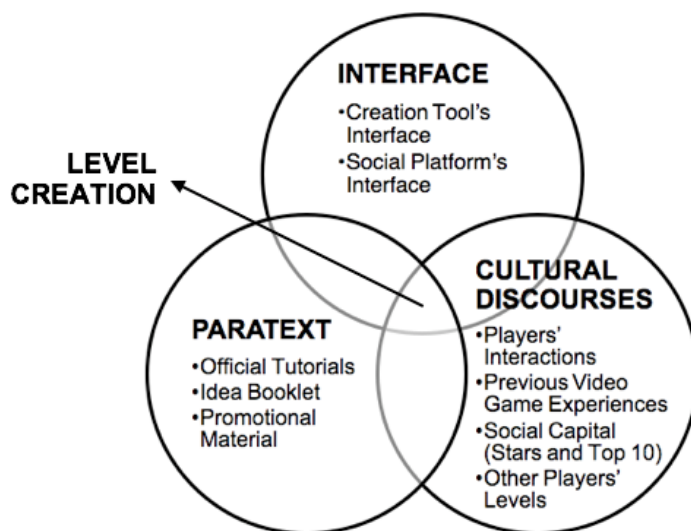 INTERFACE
•Creation Tool's
Interface
•Social Platform's
Interface
LEVEL
CREATION
PARATEXT
•Official Tutorials
•Idea Booklet
•Promotional
Material
CULTURAL
DISCOURSES
•Players'
Interactions
•Previous Video
Game Experiences
•Social Capital
(Stars and Top 10)
•Other Players'
Levels